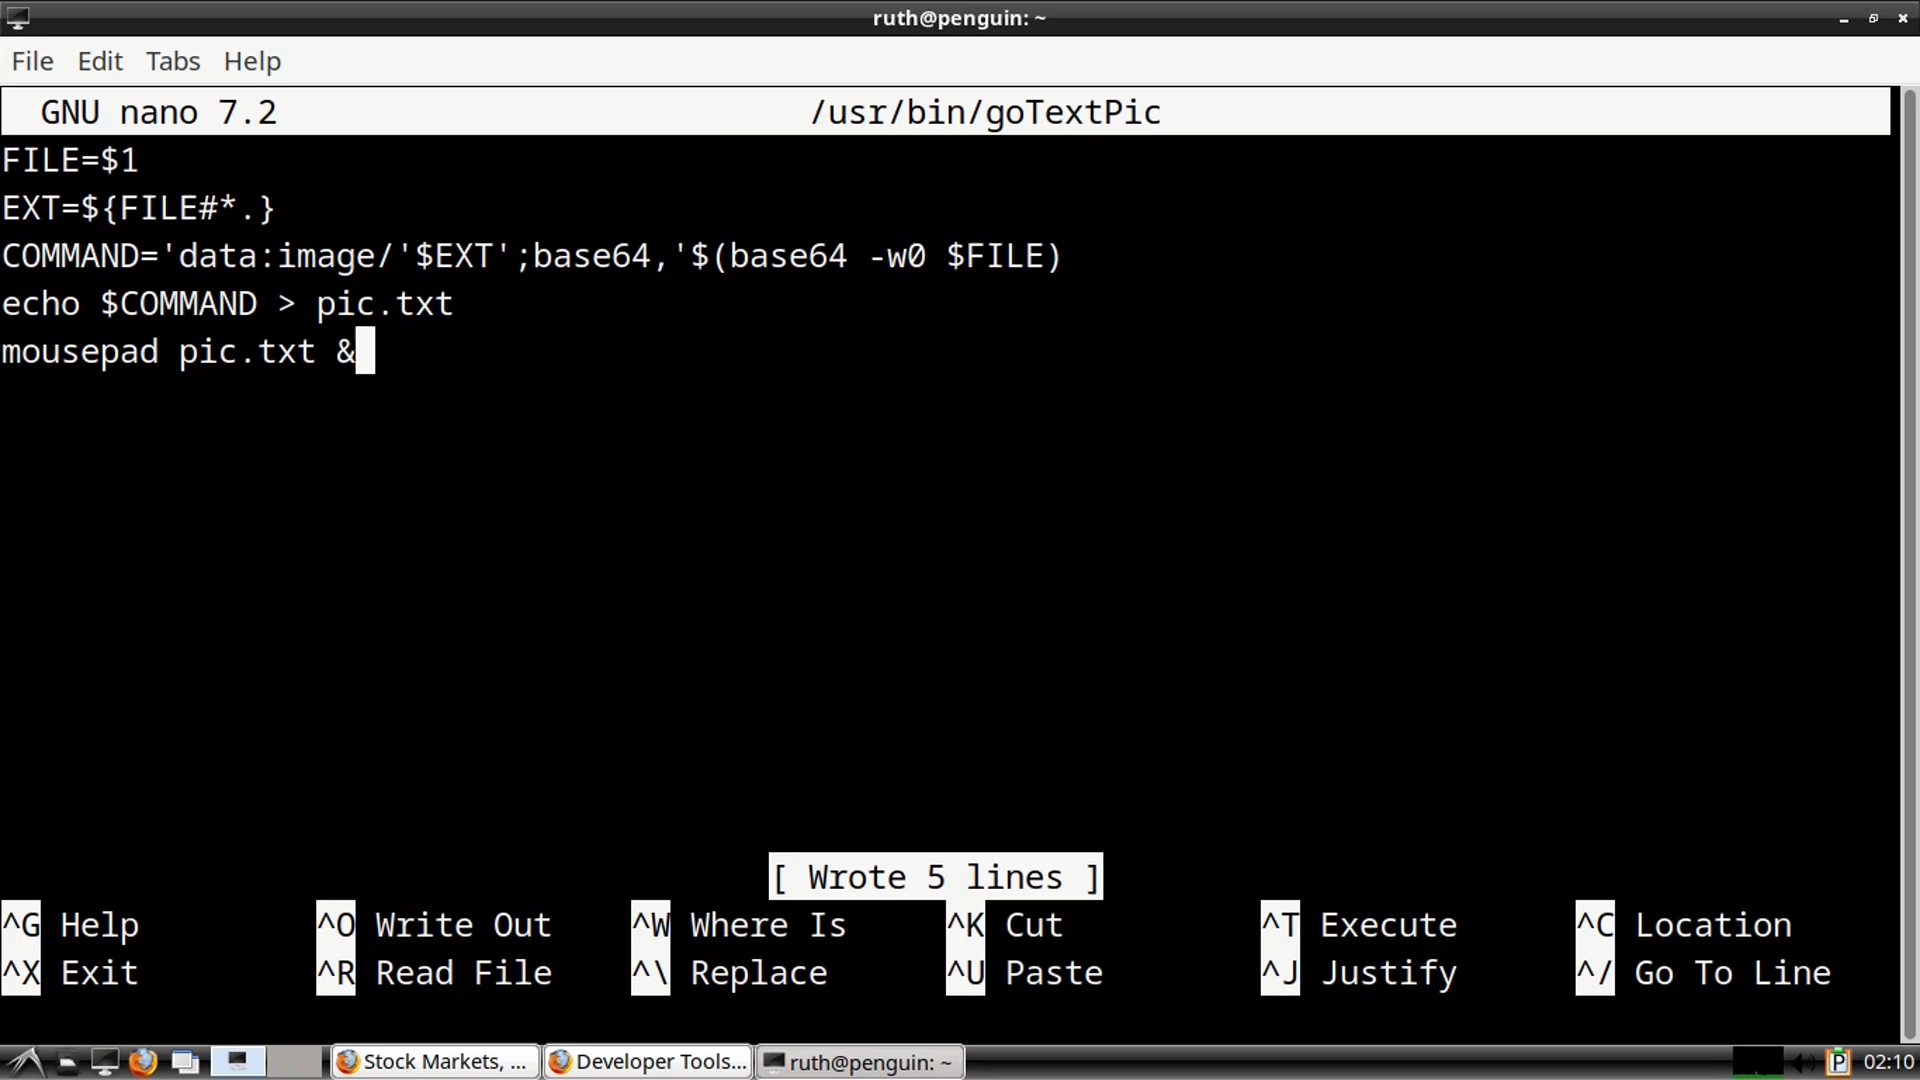 ruth@penguin: ~
File Edit Tabs Help
GNU nano 7.2 /usr/bin/goTextPic
FILE=$1
EXT=${FILE#*.}
COMMAND='data:image/'$EXT';base64,'$(base64 -w0 $FILE)
echo $COMMAND > pic.txt
mousepad pic.txt &
[ Wrote 5 lines ]
^G Help ^O Write Out ^W Where Is ^K Cut ^T Execute ^C Location
^X Exit ^R Read File ^\ Replace ^U Paste ^J Justify ^/ Go To Line
Stock Markets, ... Developer Tools... ruth@penguin: ~ P 02:10